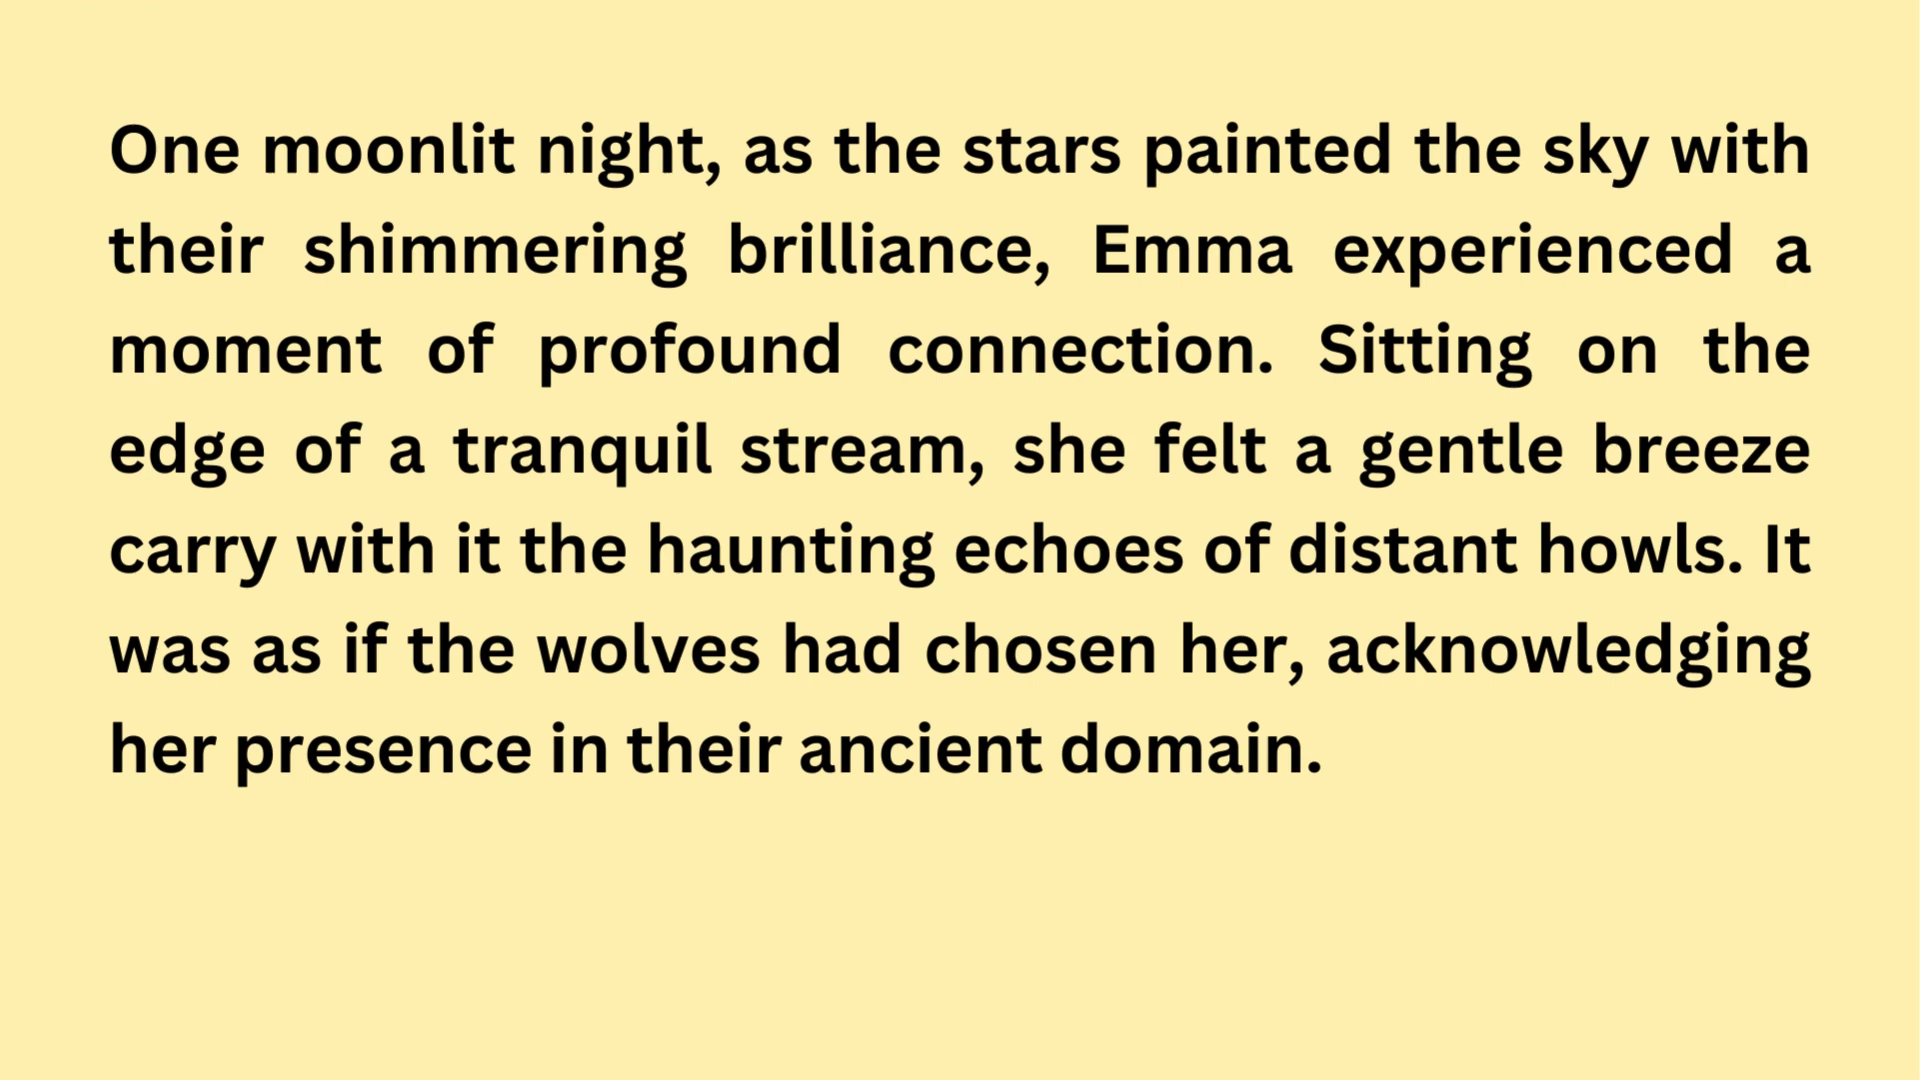 One moonlit night, as the stars painted the sky with
their shimmering brilliance, Emma experienced a
moment of profound connection. Sitting on the
edge of a tranquil stream, she felt a gentle breeze
carry with it the haunting echoes of distant howls. It
was as if the wolves had chosen her, acknowledging
her presence in their ancient domain.